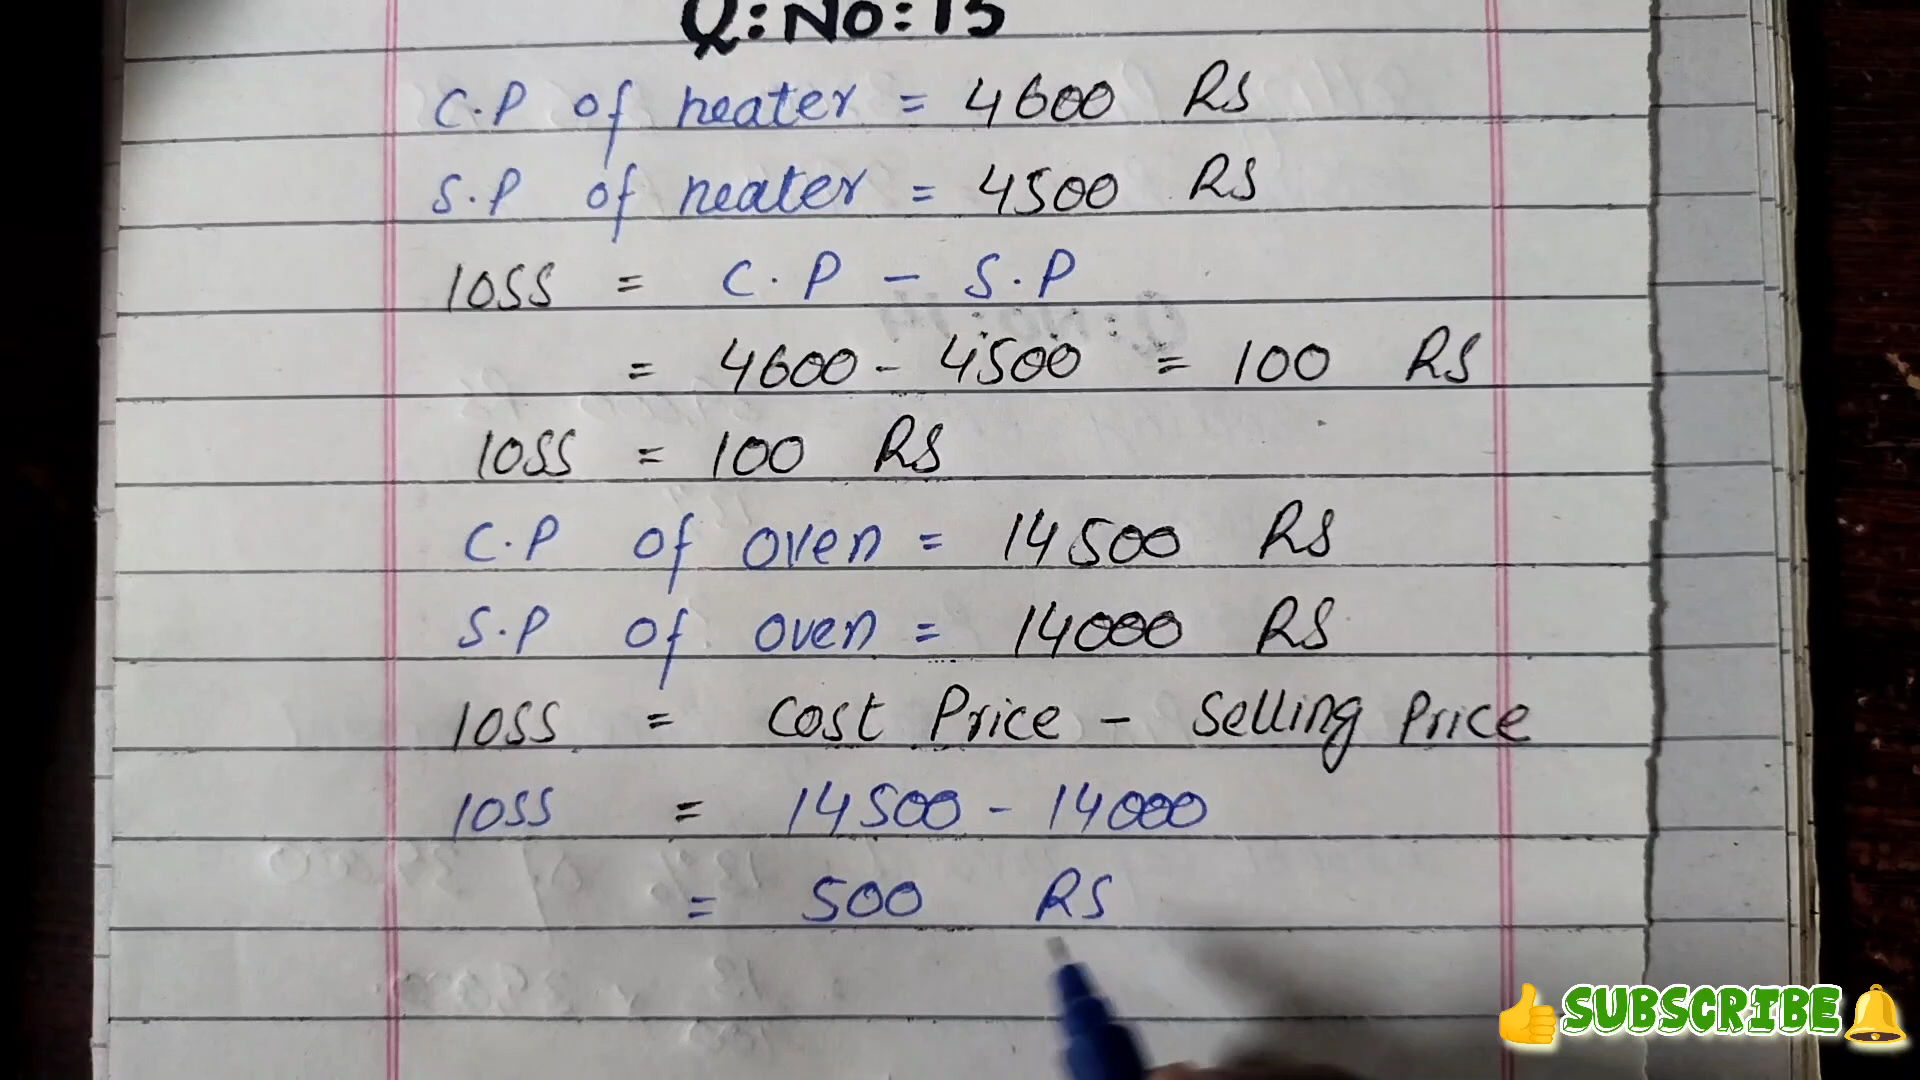 Q:No:15
C.P of heater = 4600 RS
S.P of heater = 4500 RS
loss = C.P - S.P
= 4600 - 4500 = 100 RS
loss = 100 RS
C.P of oven = 14500 RS
S.P of oven = 14000 RS
loss = Cost Price - Selling Price
loss = 14500 - 14000
= 500 RS
SUBSCRIBE